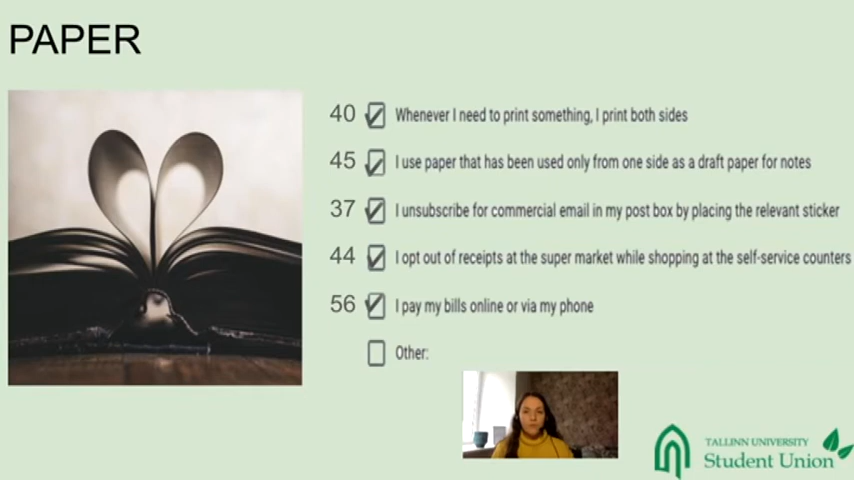 PAPER
40 Whenever I need to print something, I print both sides
45 I use paper that has been used only from one side as a draft paper for notes
37 I unsubscribe for commercial email in my post box by placing the relevant sticker
44 I opt out of receipts at the super market while shopping at the self-service counters
56 I pay my bills online or via my phone
Other:
TALLINN UNIVERSITY
Student Union